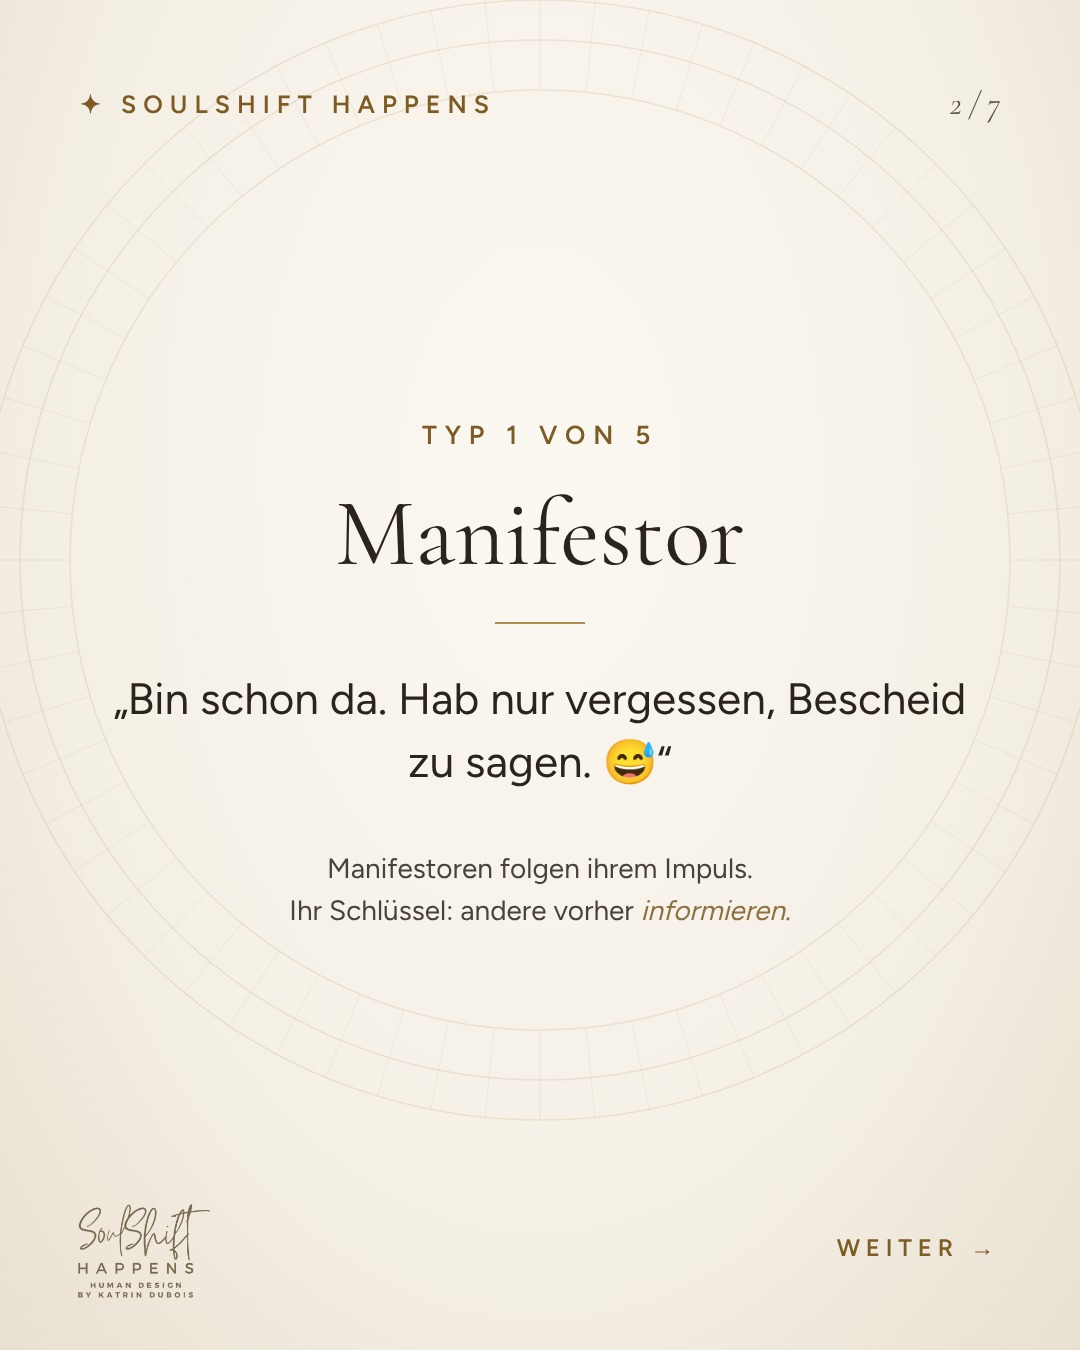 ✦ SOULSHIFT HAPPENS
2/7
TYP 1 VON 5
Manifestor
„Bin schon da. Hab nur vergessen, Bescheid
zu sagen. 😅“
Manifestoren folgen ihrem Impuls.
Ihr Schlüssel: andere vorher informieren.
SoulShift
HAPPENS
HUMAN DESIGN
BY KATRIN DUBOIS
WEITER →